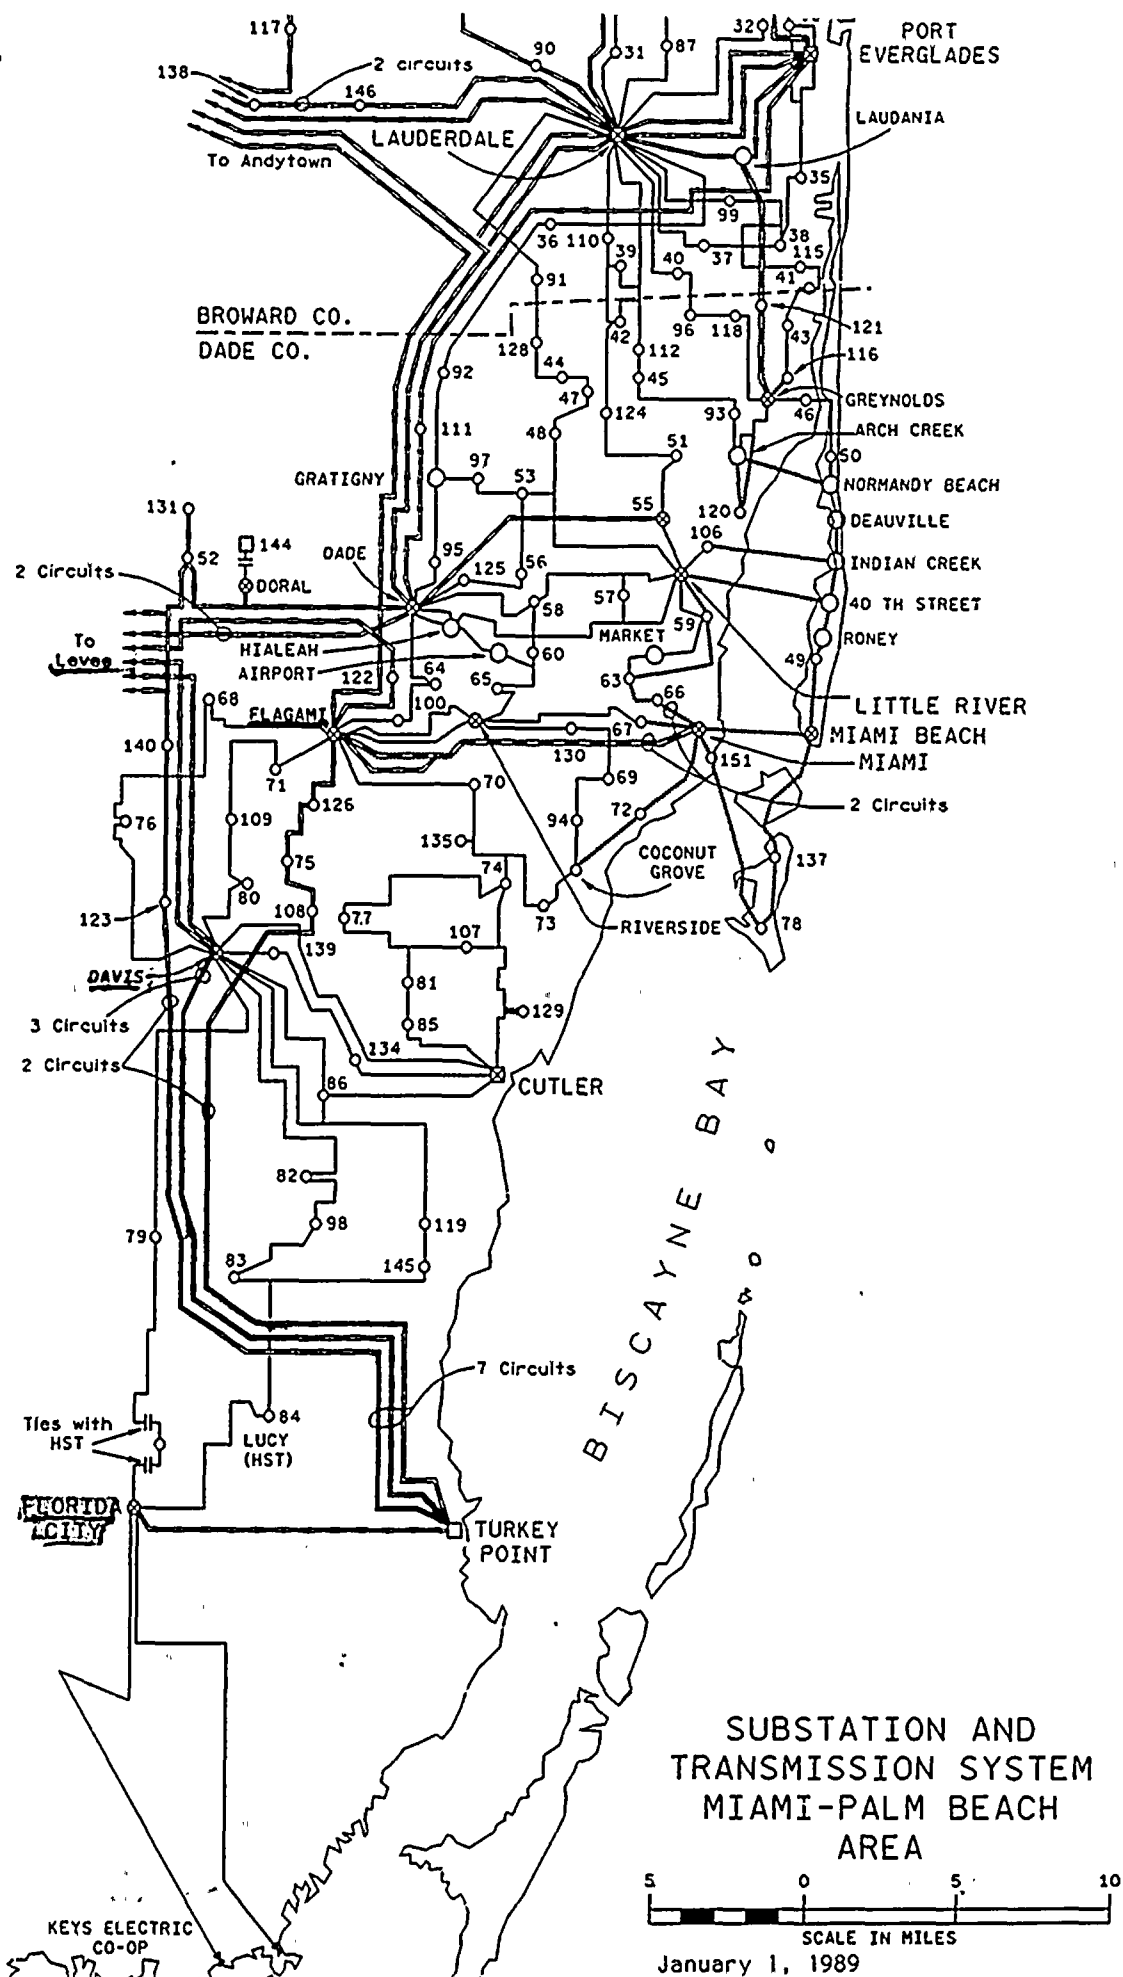 117
90
31
87
32
PORT
EVERGLADES
138
2 circuits
146
LAUDERDALE
LAUDANIA
To Andytown
35
99
36
110
37
38
39
40
115
41
91
BROWARD CO.
DADE CO.
42
96
118
121
43
128
112
116
44
92
45
47
GREYNOLDS
93
46
124
111
48
ARCH CREEK
51
50
97
GRATIGNY
53
NORMANDY BEACH
131
55
120
DEAUVILLE
106
144
DADE
95
52
56
INDIAN CREEK
2 Circuits
125
DORAL
57
58
40 TH STREET
59
MARKET
RONEY
To
Levee
HIALEAH
60
49
AIRPORT
64
122
65
63
68
66
100
LITTLE RIVER
FLAGAMI
67
MIAMI BEACH
140
130
151
MIAMI
71
69
70
126
2 Circuits
72
76
109
94
135
COCONUT
GROVE
75
74
137
80
108
77
73
123
RIVERSIDE
78
107
139
DAVIS
81
3 Circuits
129
85
134
2 Circuits
86
CUTLER
82
98
119
79
83
145
BISCAYNE BAY
7 Circuits
Ties with
HST
84
LUCY
(HST)
FLORIDA
CITY
TURKEY
POINT
SUBSTATION AND
TRANSMISSION SYSTEM
MIAMI-PALM BEACH
AREA
5 0 5 10
SCALE IN MILES
KEYS ELECTRIC
CO-OP
January 1, 1989